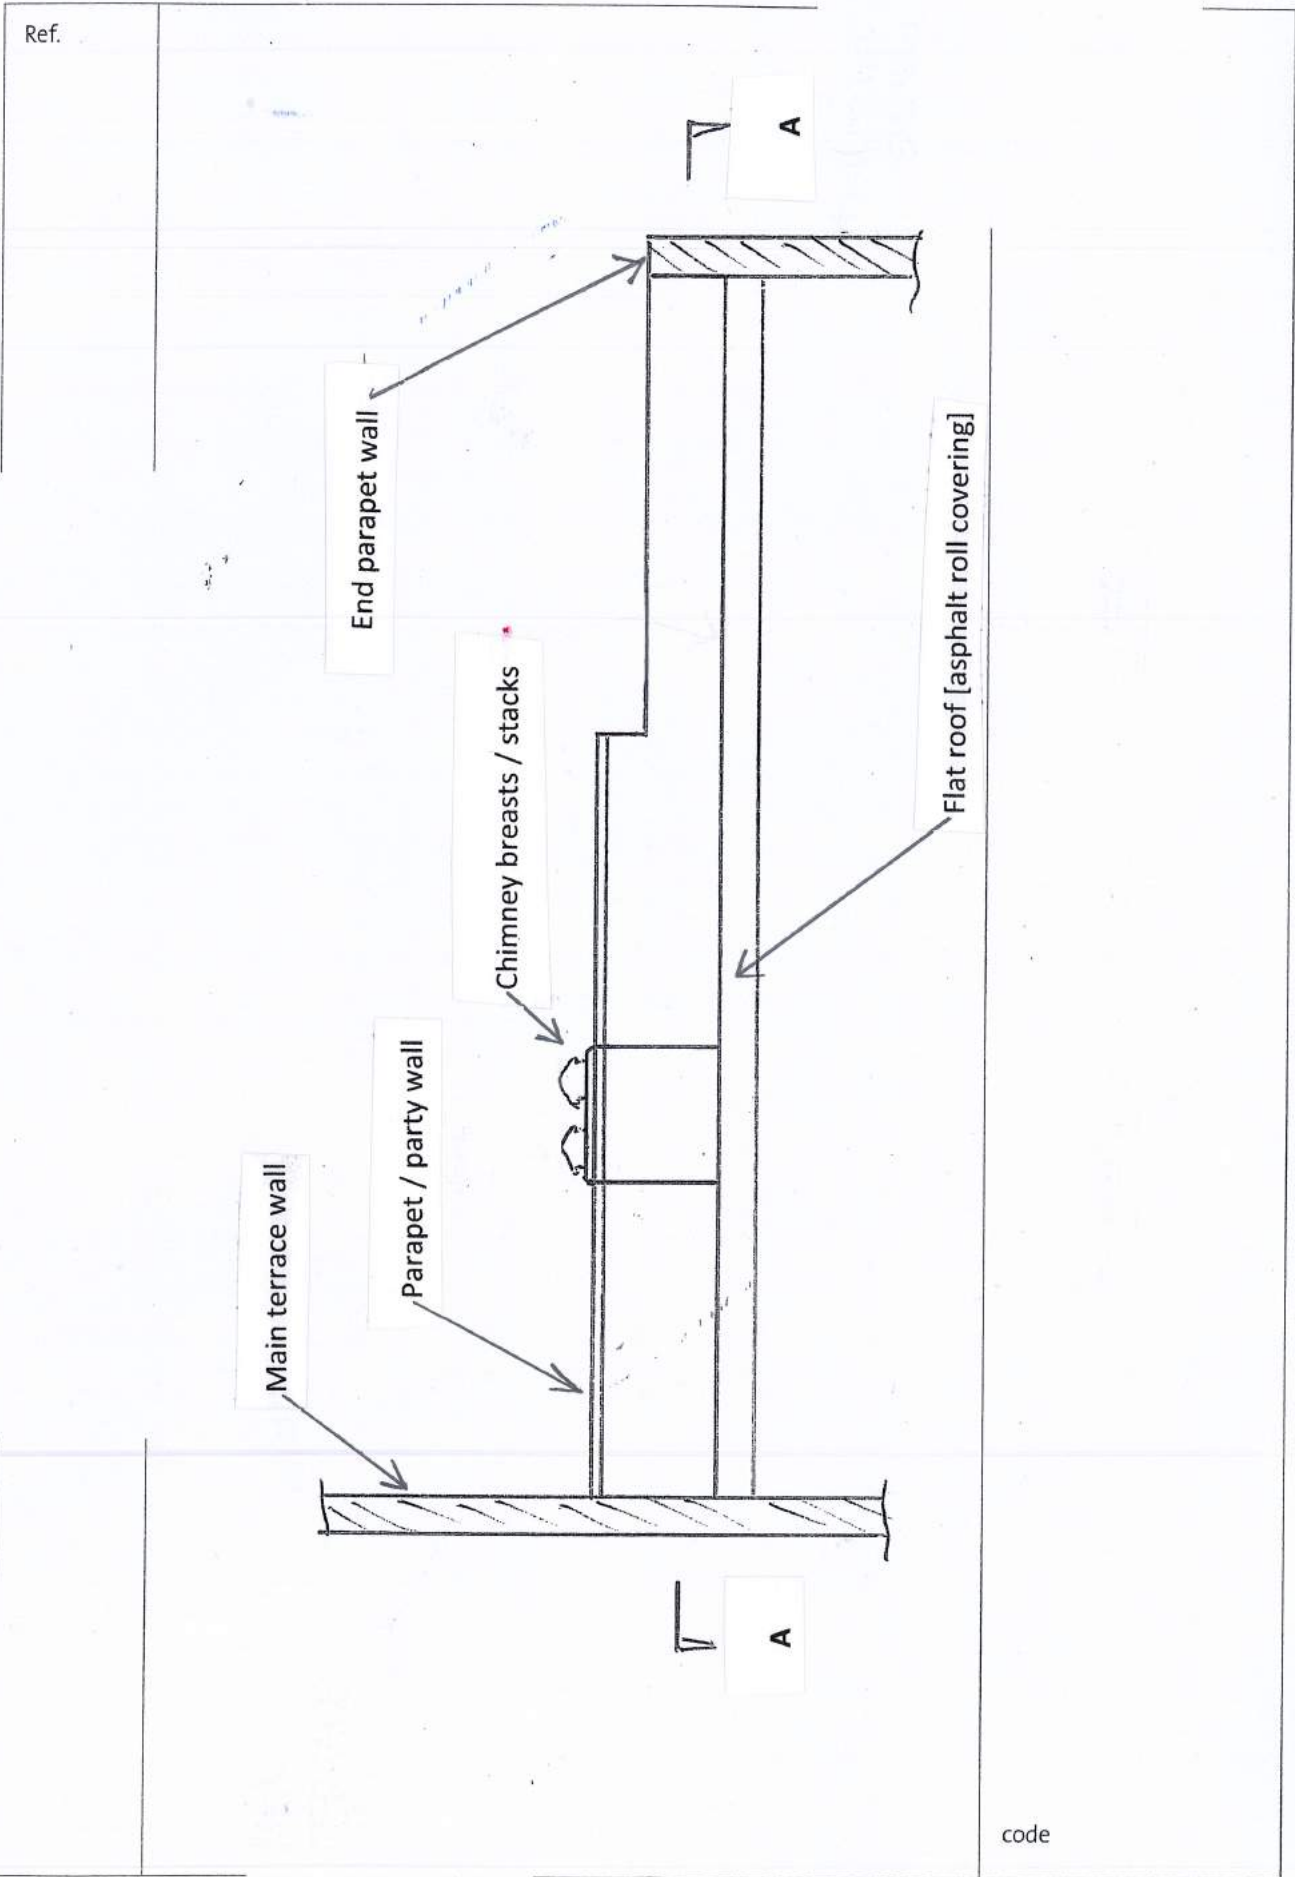 Ref.
Main terrace wall
Parapet / party wall
Chimney breasts / stacks
End parapet wall
Flat roof [asphalt roll covering]
A
A
code